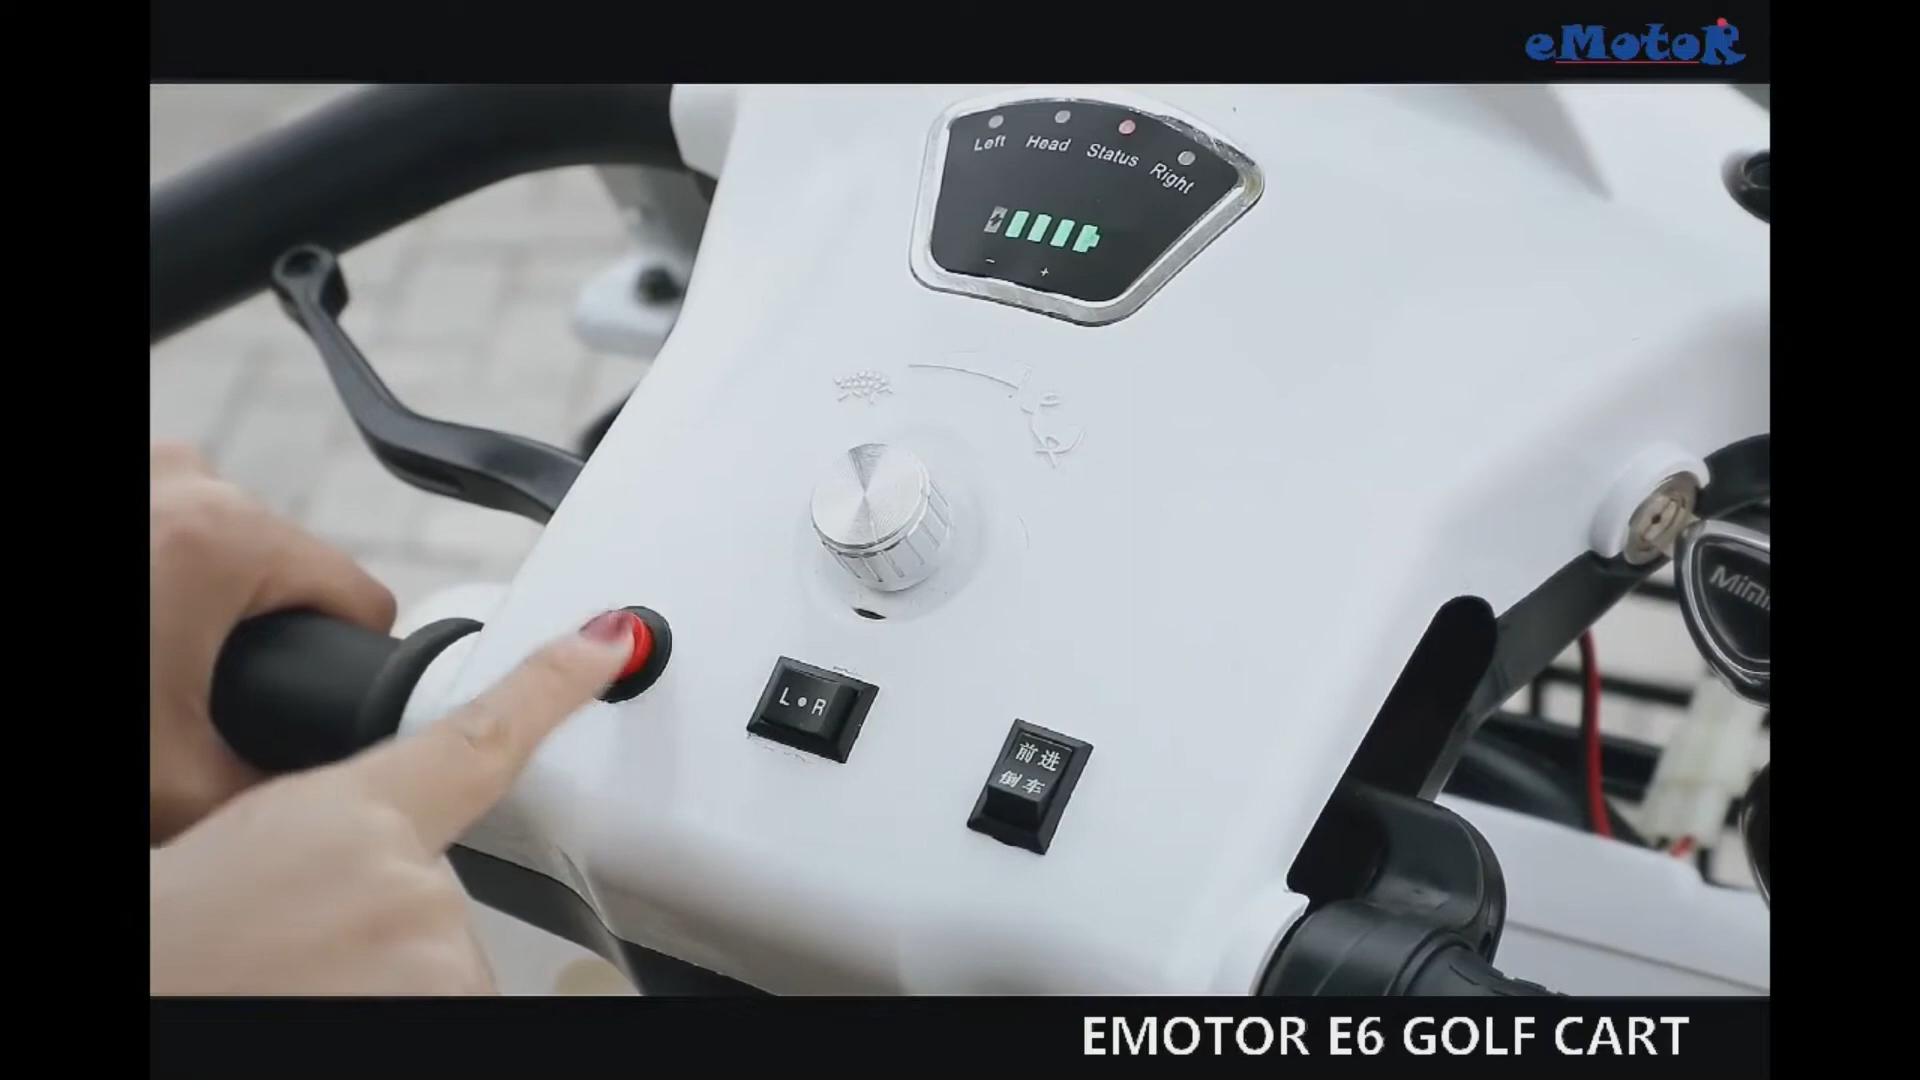 eMotoR
Left Head Status Right
- +
L • R
前进
倒车
EMOTOR E6 GOLF CART